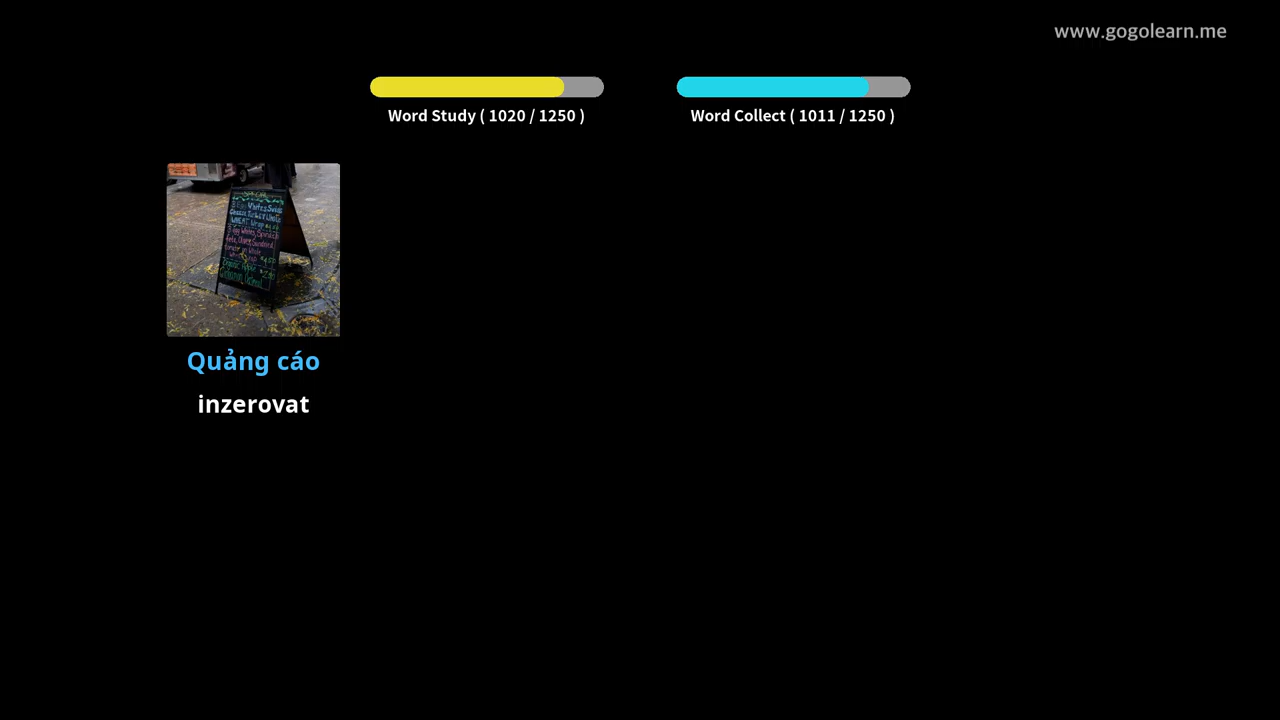 www.gogolearn.me
Word Study ( 1020 / 1250 )
Word Collect ( 1011 / 1250 )
Quảng cáo
inzerovat